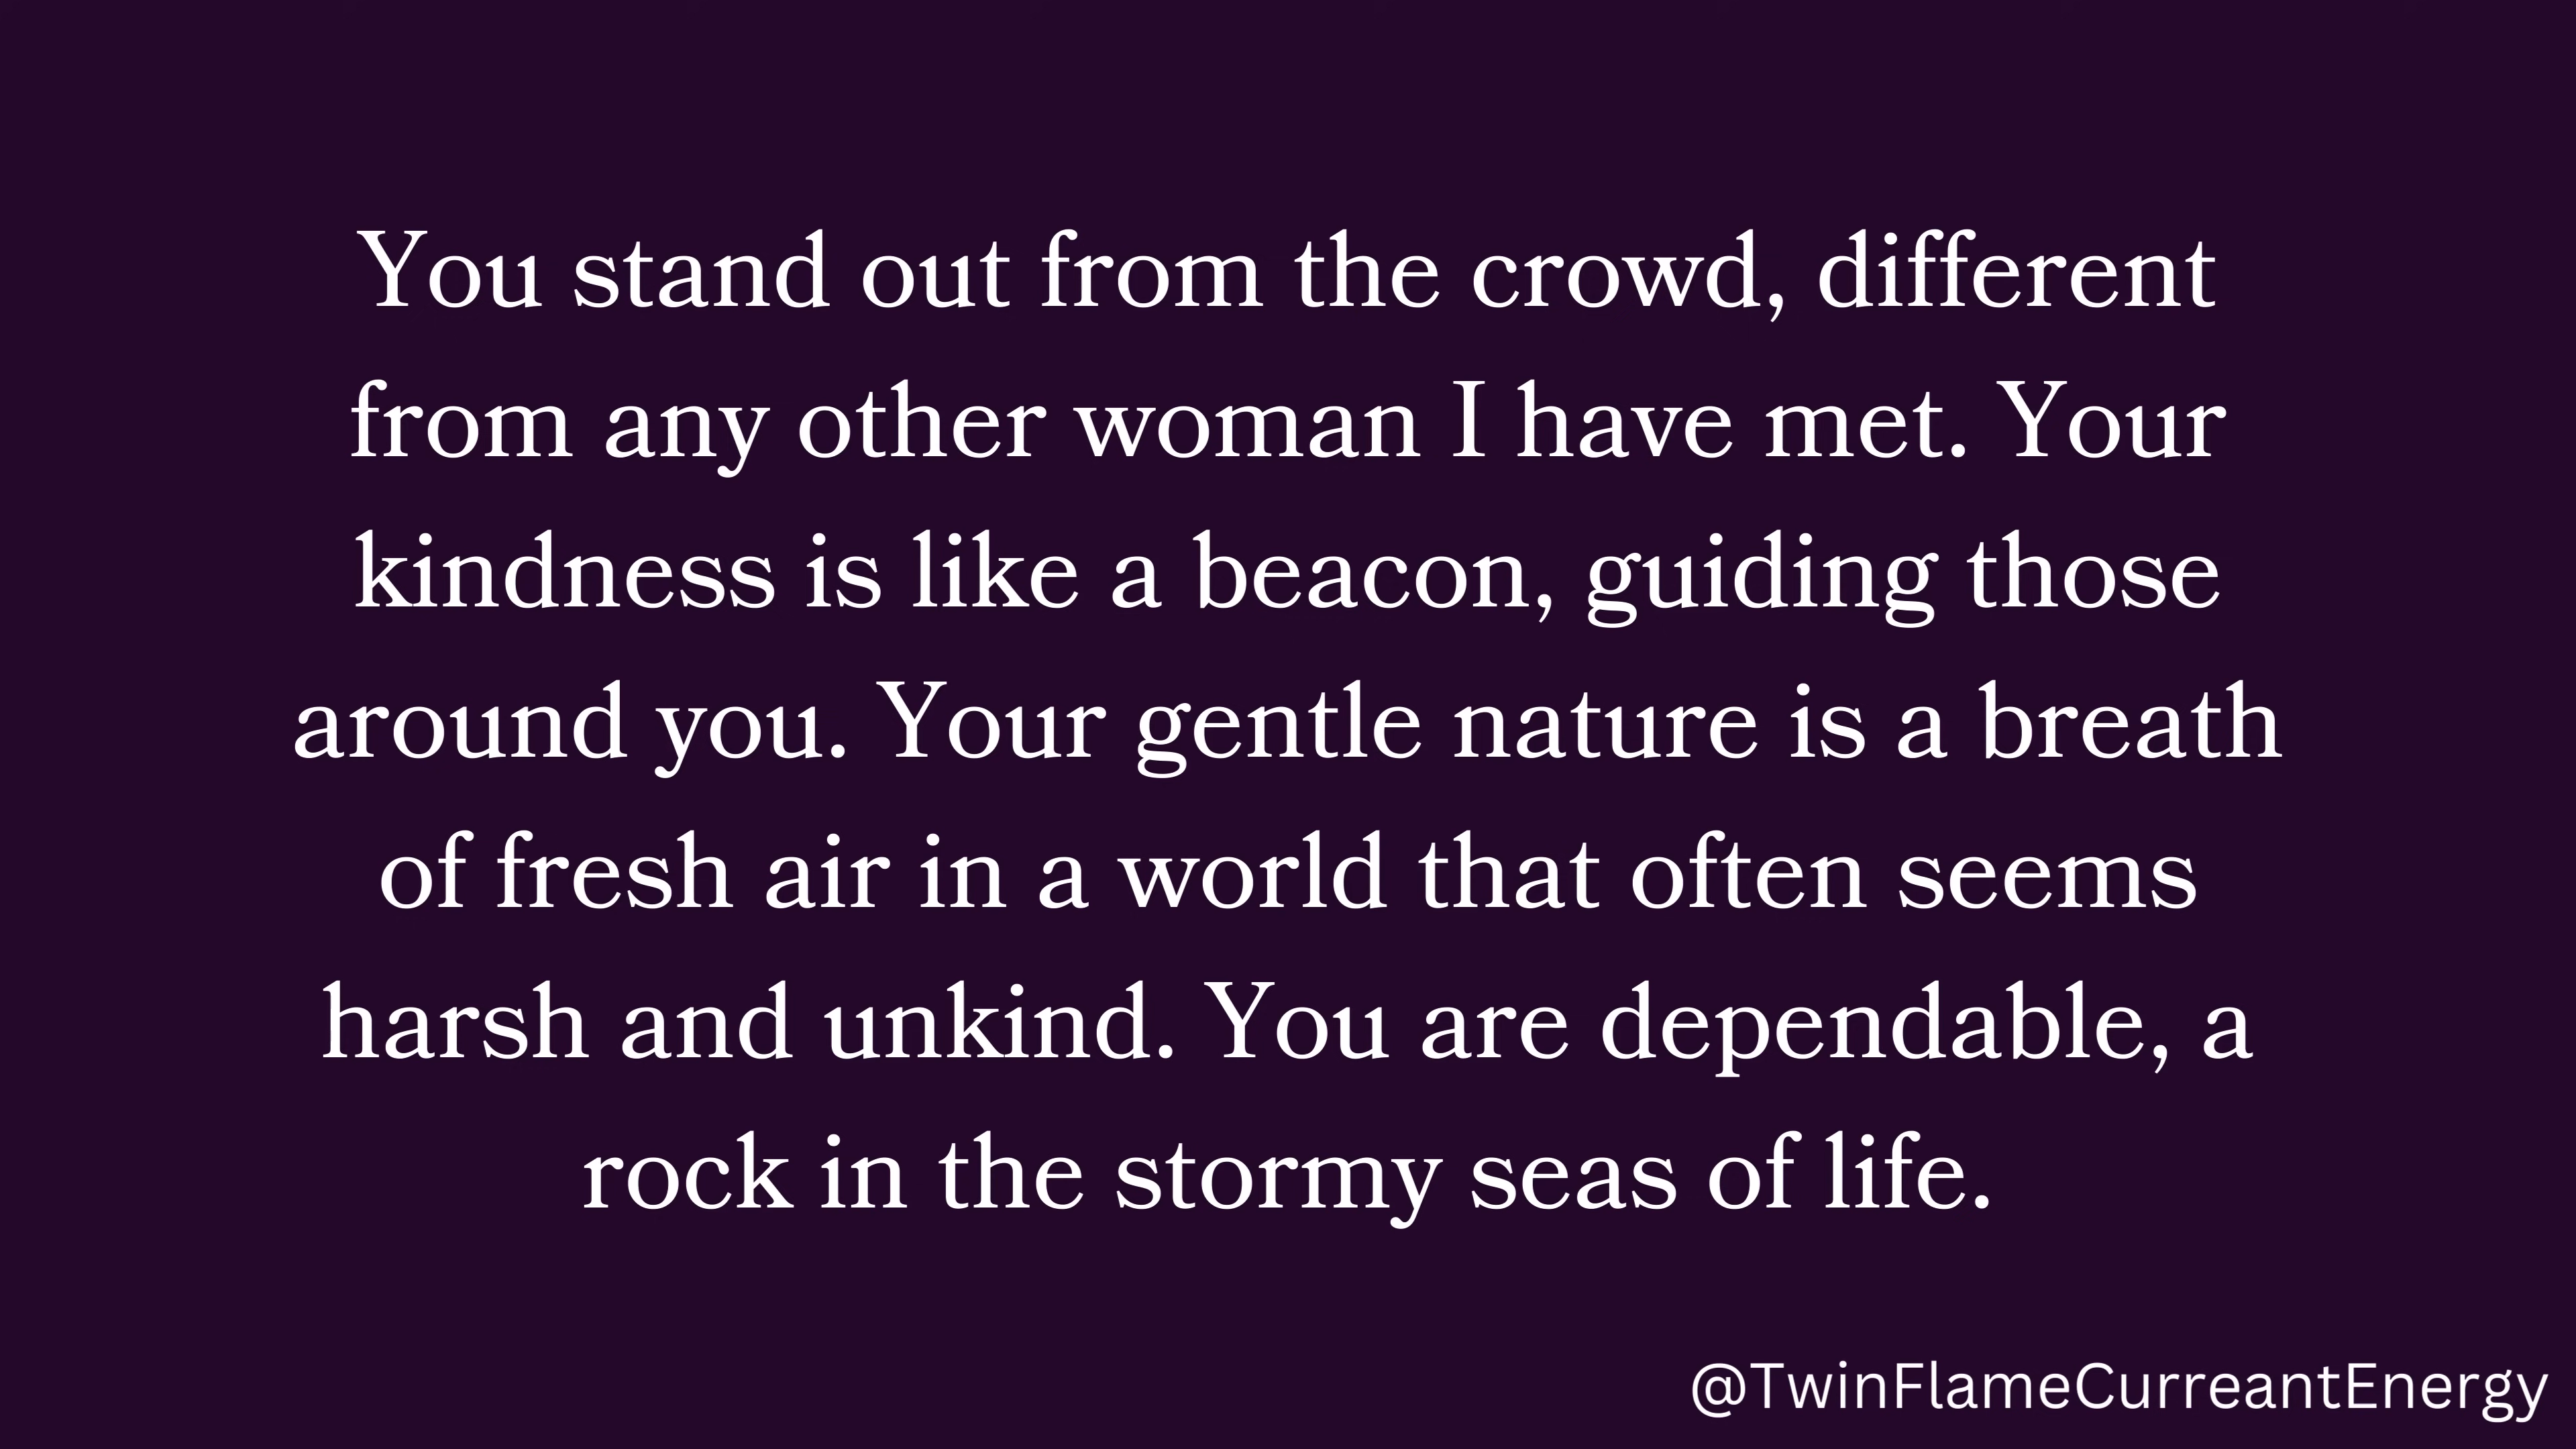 You stand out from the crowd, different
from any other woman I have met. Your
kindness is like a beacon, guiding those
around you. Your gentle nature is a breath
of fresh air in a world that often seems
harsh and unkind. You are dependable, a
rock in the stormy seas of life.
@TwinFlameCurreantEnergy